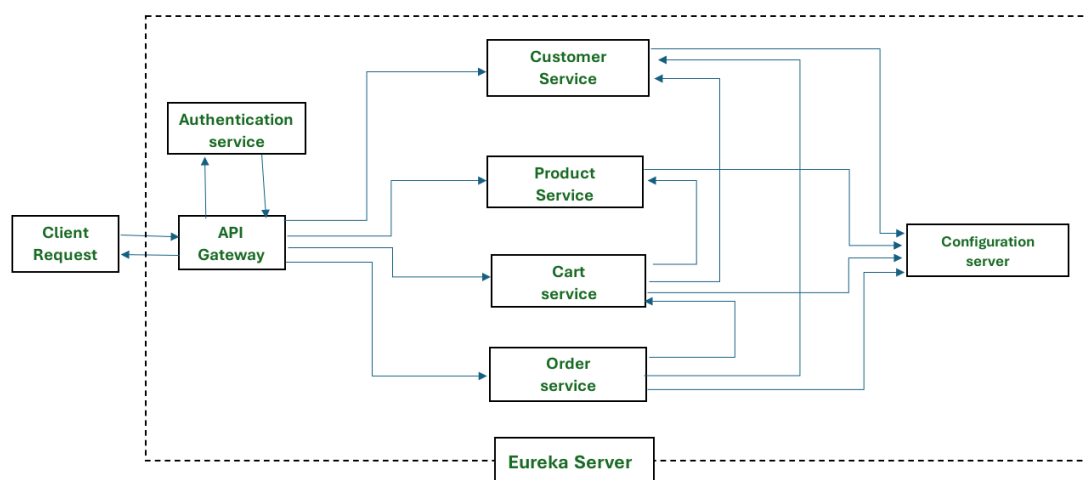 Customer
Service
Authentication
service
Product
Service
Client
Request
API
Gateway
Configuration
server
Cart
service
Order
service
Eureka Server